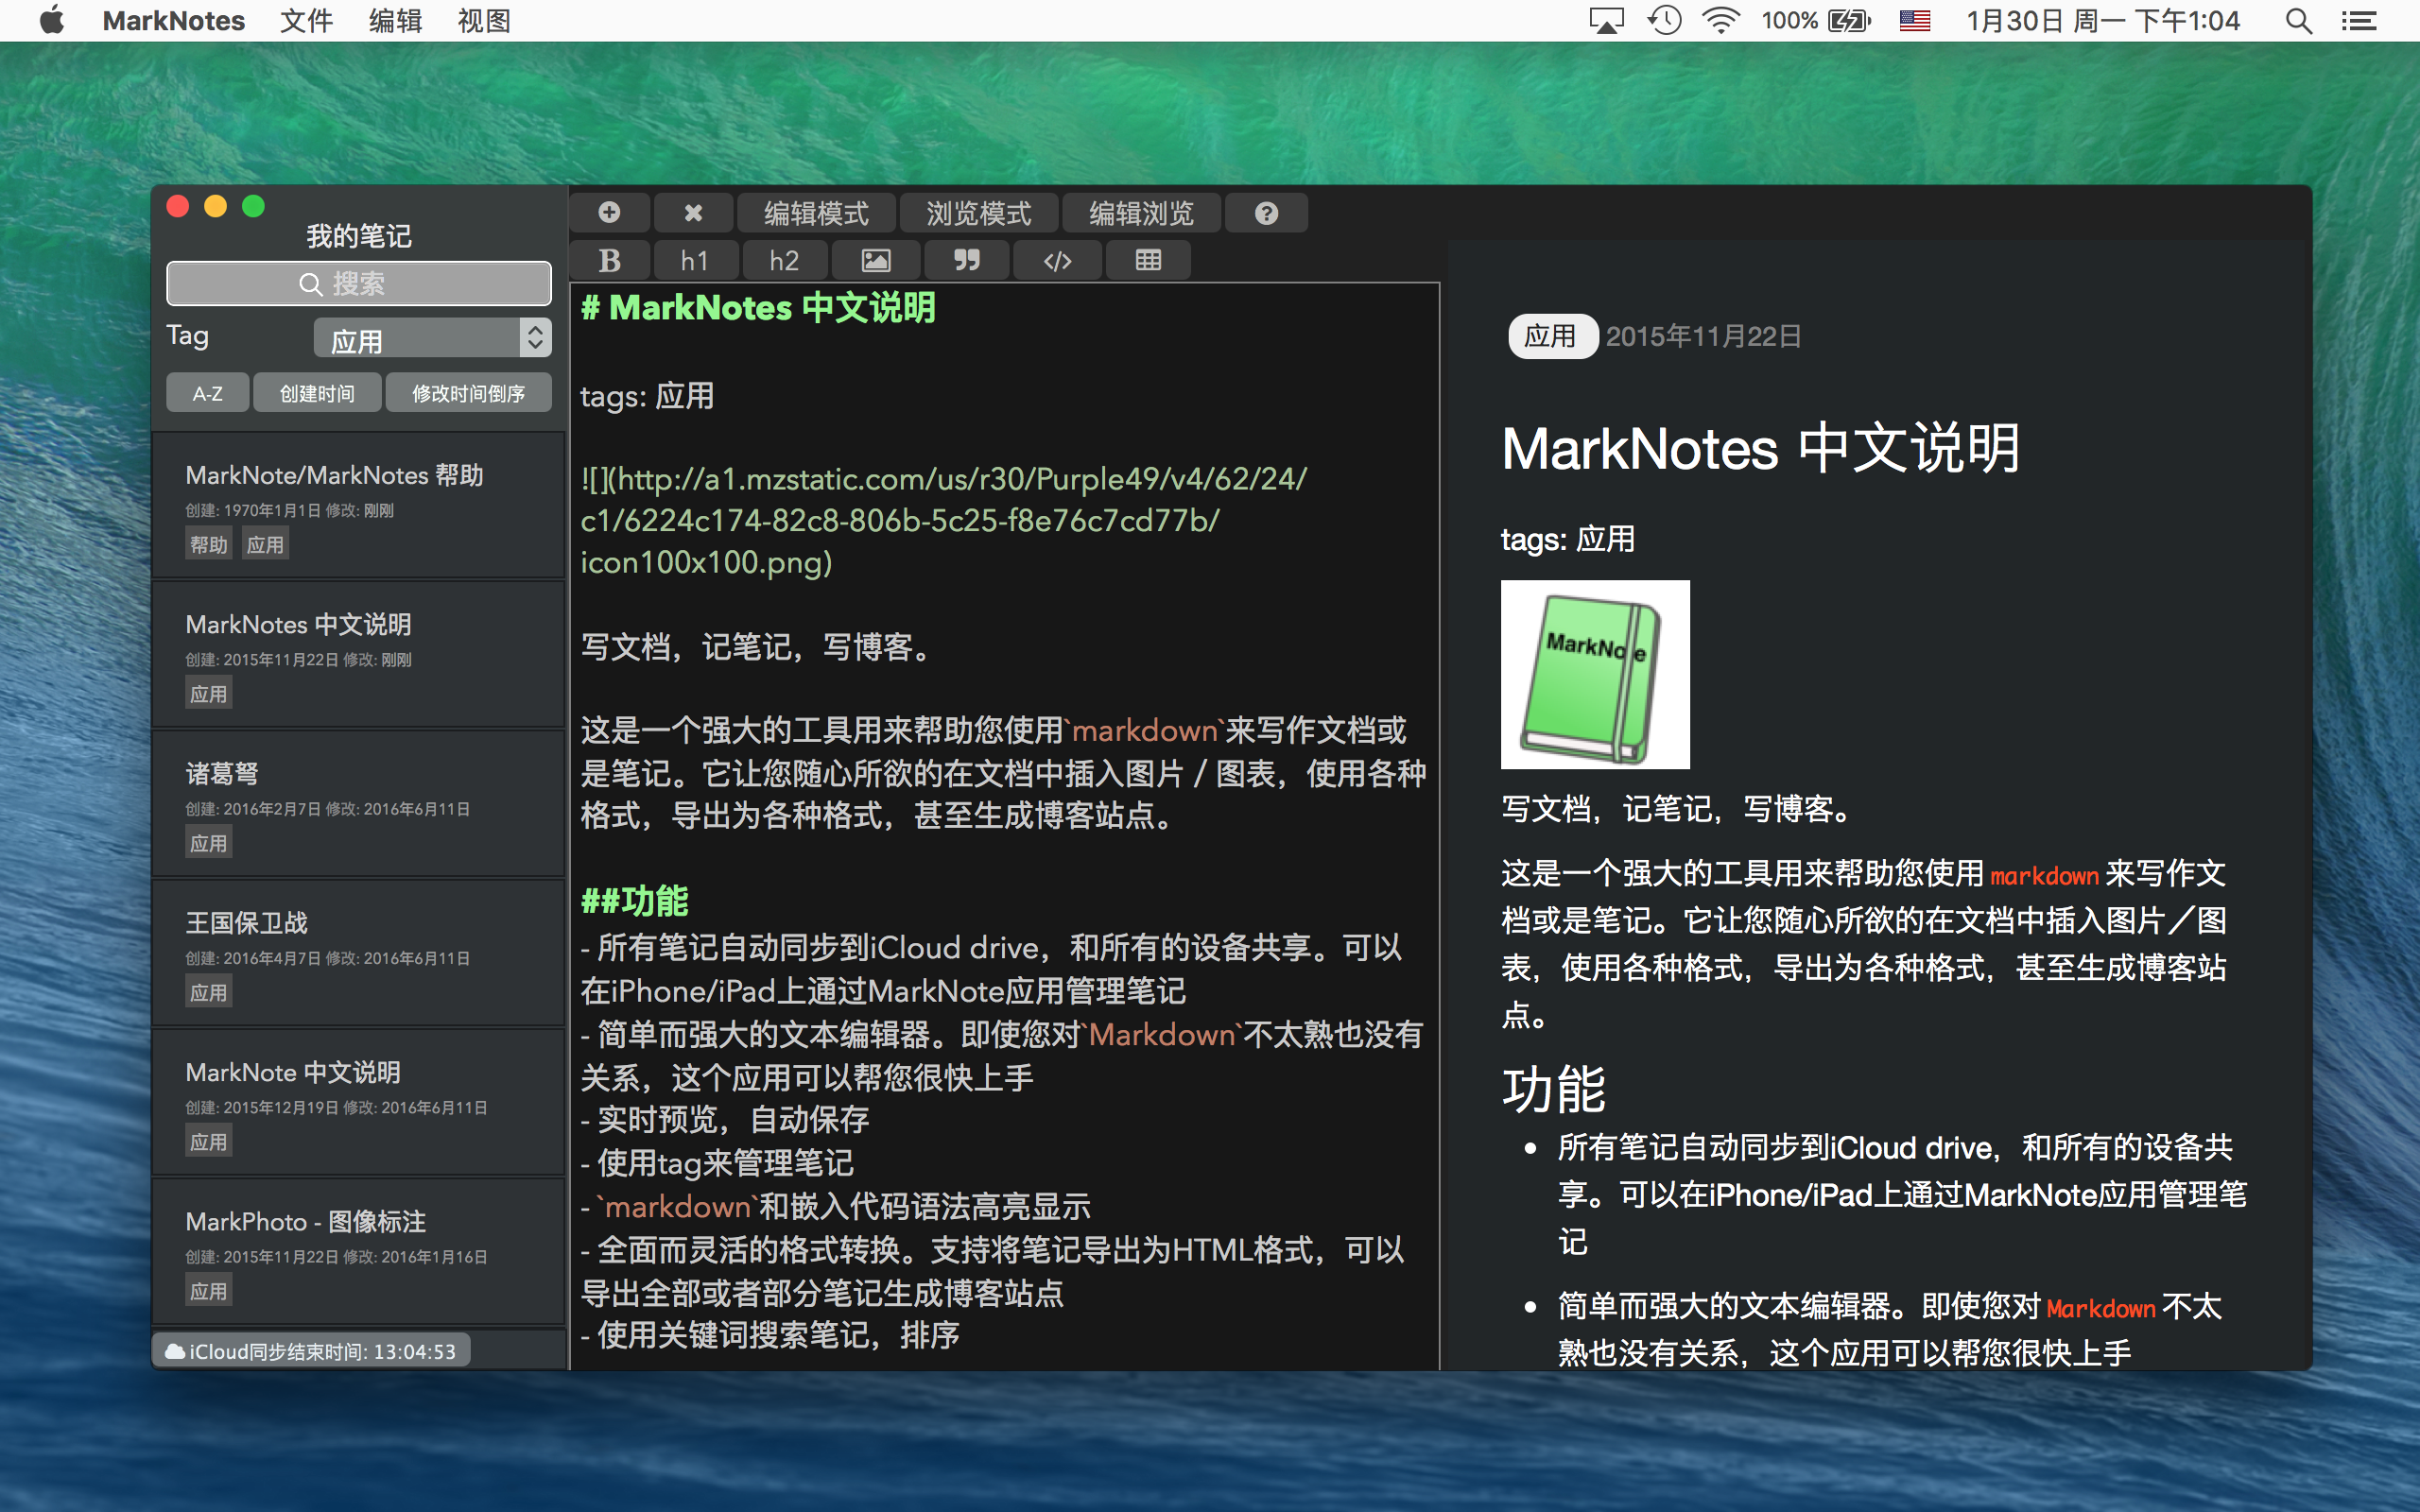 MarkNotes 文件 编辑 视图 100% 1月30日 周一 下午1:04
我的笔记
搜索
Tag 应用
A-Z 创建时间 修改时间倒序
MarkNote/MarkNotes 帮助
创建: 1970年1月1日 修改: 刚刚
帮助 应用
MarkNotes 中文说明
创建: 2015年11月22日 修改: 刚刚
应用
诸葛弩
创建: 2016年2月7日 修改: 2016年6月11日
应用
王国保卫战
创建: 2016年4月7日 修改: 2016年6月11日
应用
MarkNote 中文说明
创建: 2015年12月19日 修改: 2016年6月11日
应用
MarkPhoto - 图像标注
创建: 2015年11月22日 修改: 2016年1月16日
应用
iCloud同步结束时间: 13:04:53
编辑模式 浏览模式 编辑浏览 ?
B h1 h2 </>
# MarkNotes 中文说明
tags: 应用
![](http://a1.mzstatic.com/us/r30/Purple49/v4/62/24/
c1/6224c174-82c8-806b-5c25-f8e76c7cd77b/
icon100x100.png)
写文档，记笔记，写博客。
这是一个强大的工具用来帮助您使用`markdown`来写作文档或
是笔记。它让您随心所欲的在文档中插入图片／图表，使用各种
格式，导出为各种格式，甚至生成博客站点。
##功能
- 所有笔记自动同步到iCloud drive，和所有的设备共享。可以
在iPhone/iPad上通过MarkNote应用管理笔记
- 简单而强大的文本编辑器。即使您对`Markdown`不太熟也没有
关系，这个应用可以帮您很快上手
- 实时预览，自动保存
- 使用tag来管理笔记
- `markdown`和嵌入代码语法高亮显示
- 全面而灵活的格式转换。支持将笔记导出为HTML格式，可以
导出全部或者部分笔记生成博客站点
- 使用关键词搜索笔记，排序
应用 2015年11月22日
MarkNotes 中文说明
tags: 应用
MarkNote
写文档，记笔记，写博客。
这是一个强大的工具用来帮助您使用 markdown 来写作文
档或是笔记。它让您随心所欲的在文档中插入图片／图
表，使用各种格式，导出为各种格式，甚至生成博客站
点。
功能
• 所有笔记自动同步到iCloud drive，和所有的设备共
享。可以在iPhone/iPad上通过MarkNote应用管理笔
记
• 简单而强大的文本编辑器。即使您对 Markdown 不太
熟也没有关系，这个应用可以帮您很快上手